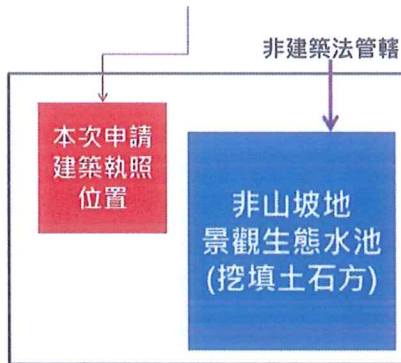 非建築法管轄
本次申請
建築執照
位置
非山坡地
景觀生態水池
(挖填土石方)